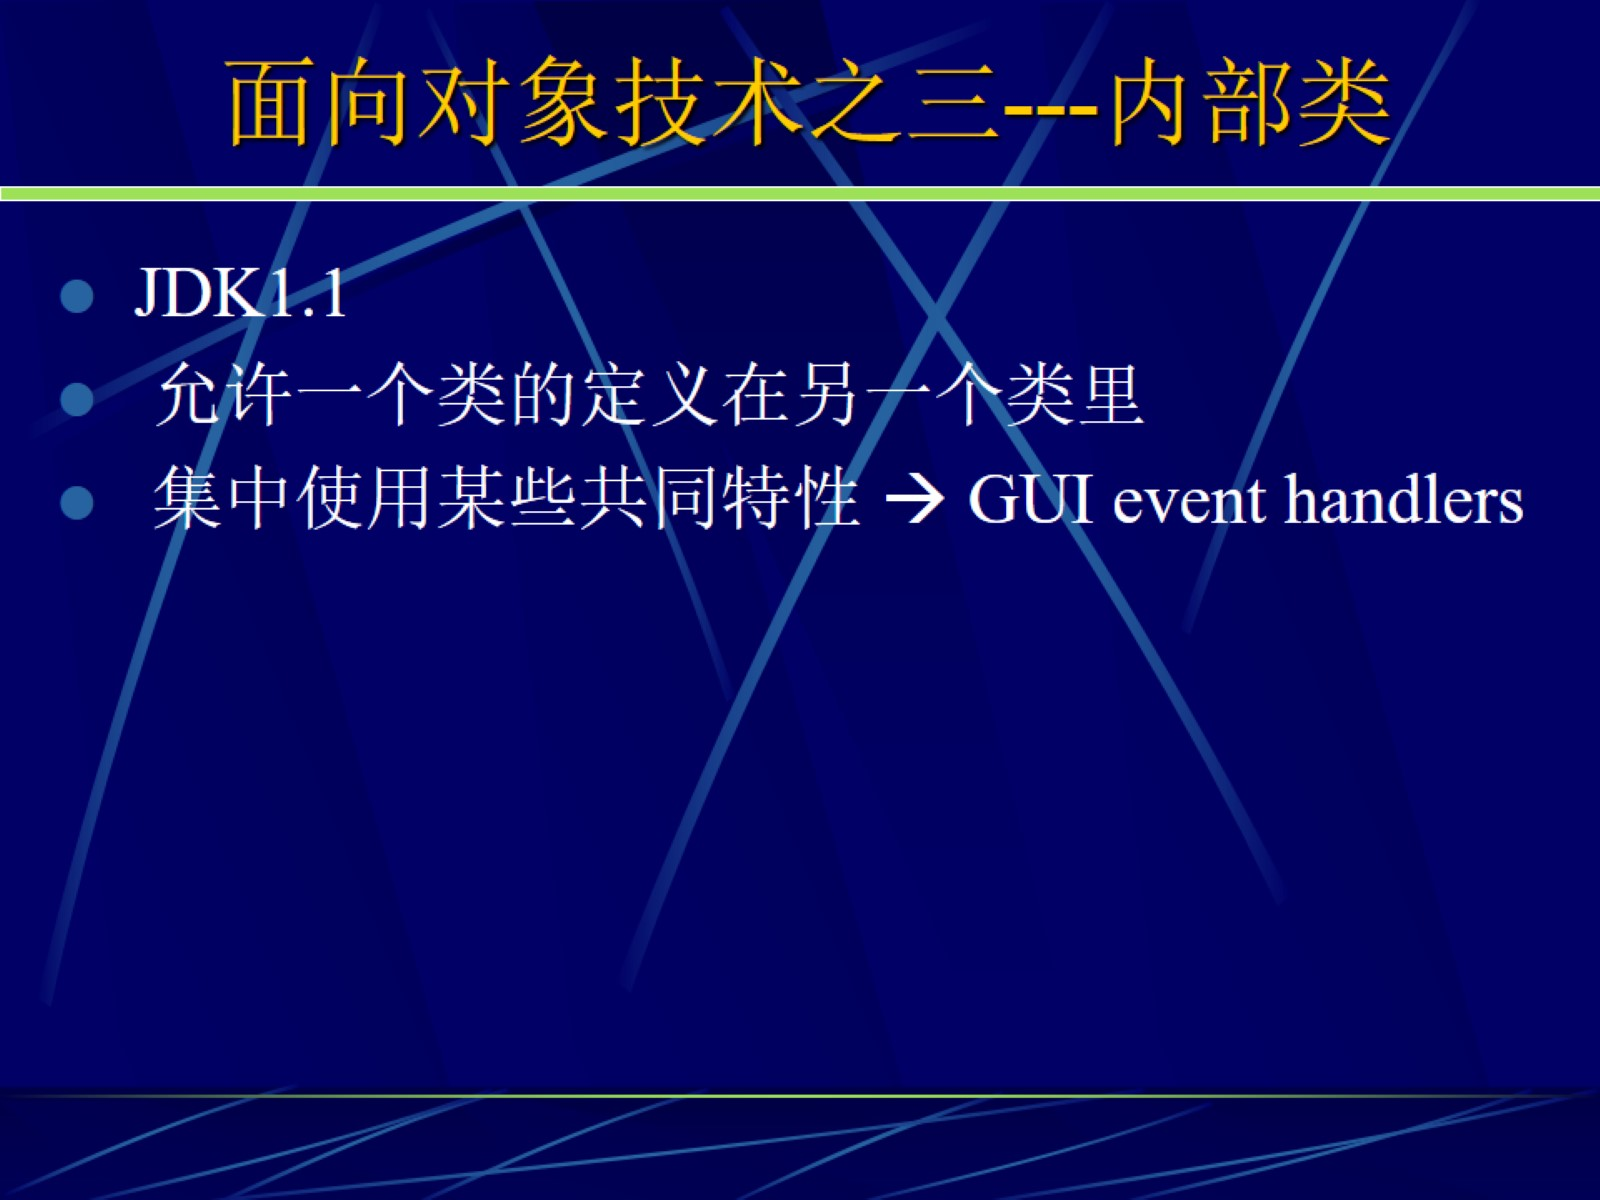 面向对象技术之三---内部类
JDK1.1
允许一个类的定义在另一个类里
集中使用某些共同特性 → GUI event handlers